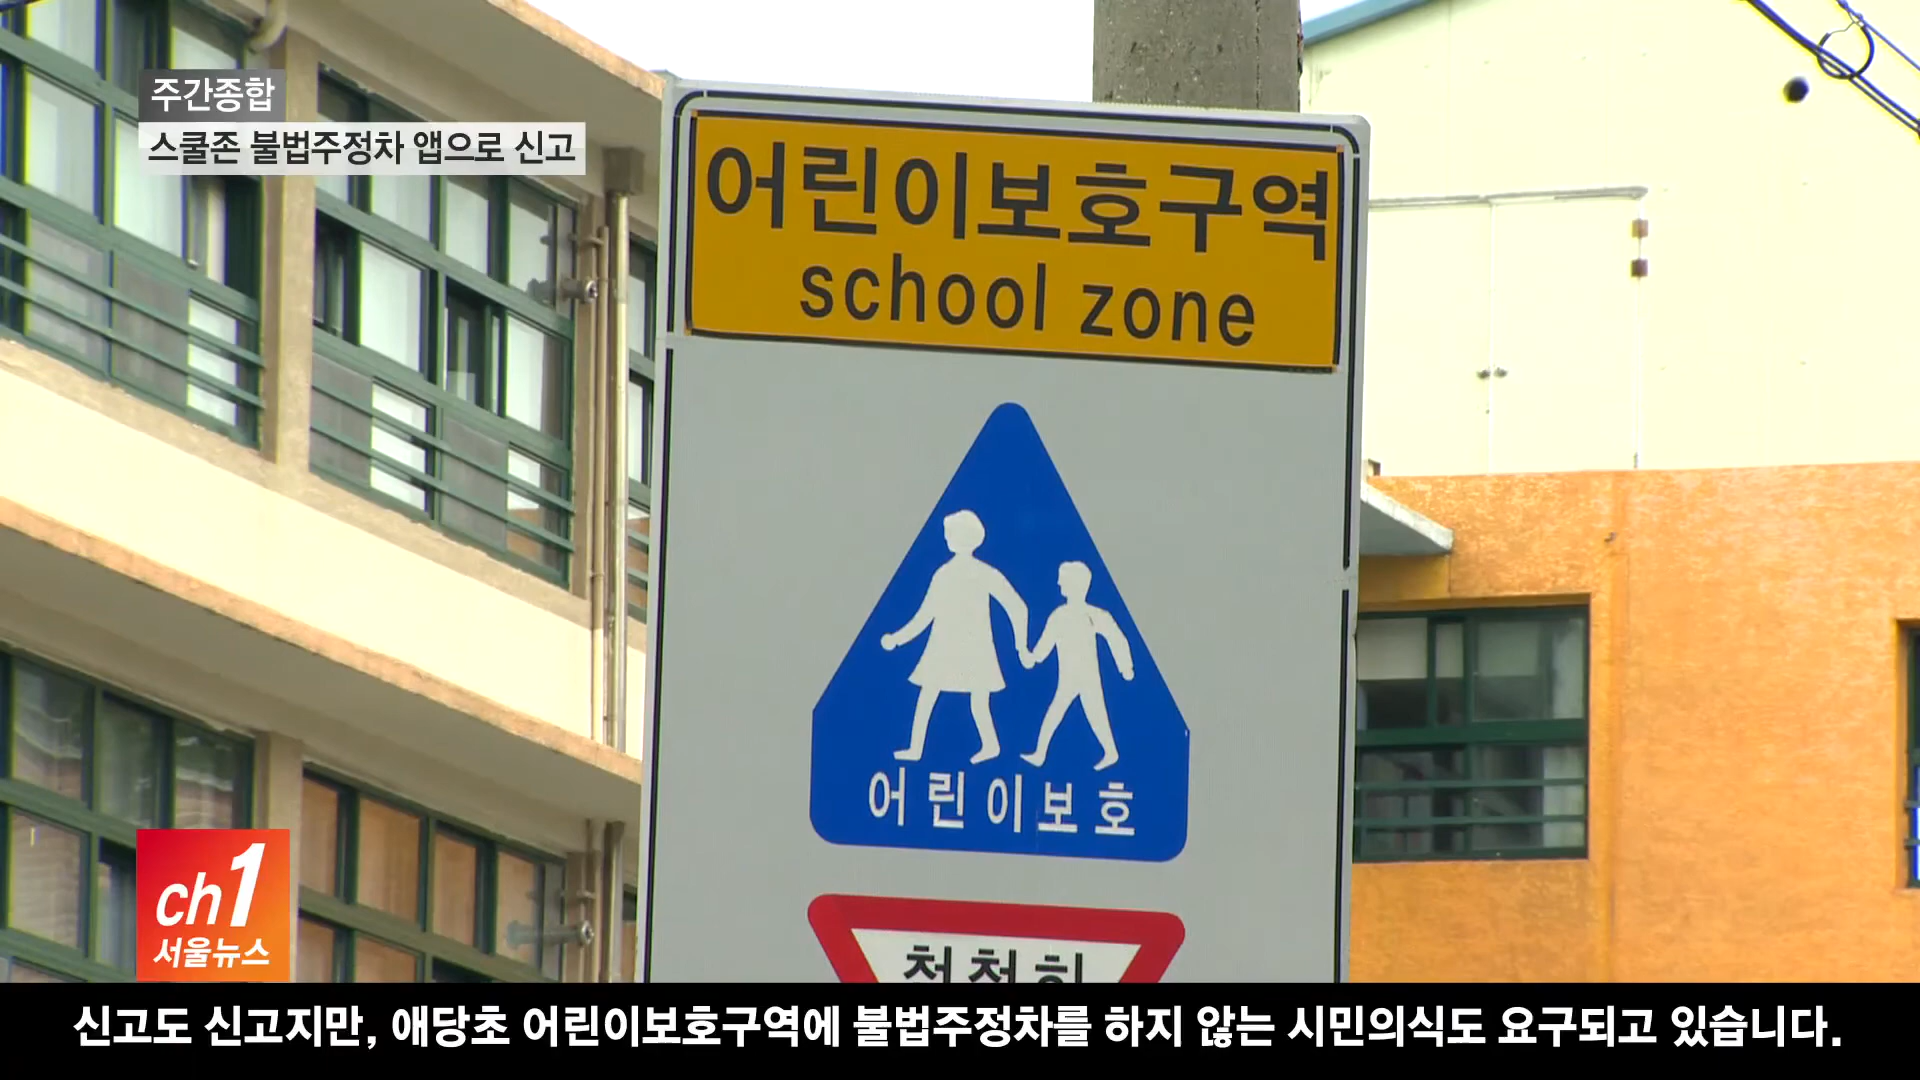 주간종합
스쿨존 불법주정차 앱으로 신고
어린이보호구역
school zone
어린이보호
천천히
ch1
서울뉴스
신고도 신고지만, 애당초 어린이보호구역에 불법주정차를 하지 않는 시민의식도 요구되고 있습니다.